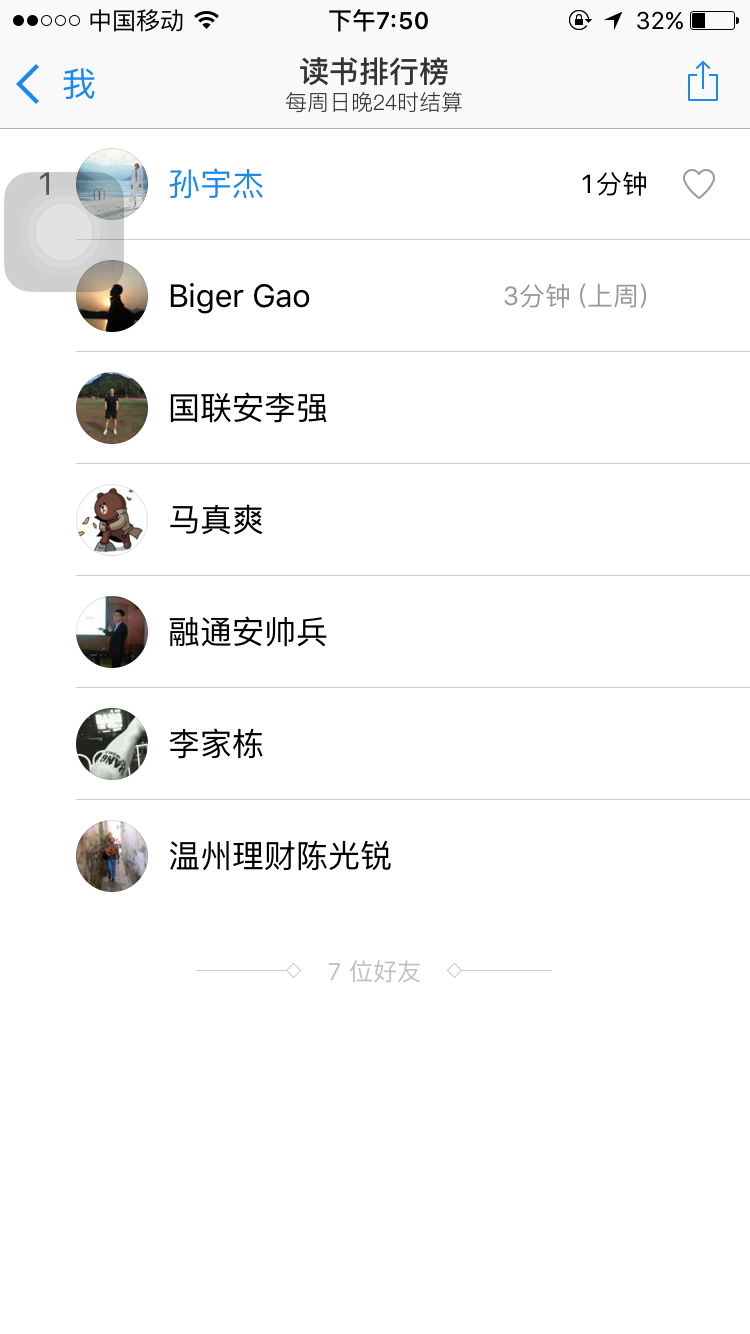 中国移动 下午7:50 32%
我 读书排行榜
每周日晚24时结算
1 孙宇杰 1分钟
Biger Gao 3分钟 (上周)
国联安李强
马真爽
融通安帅兵
李家栋
温州理财陈光锐
7 位好友